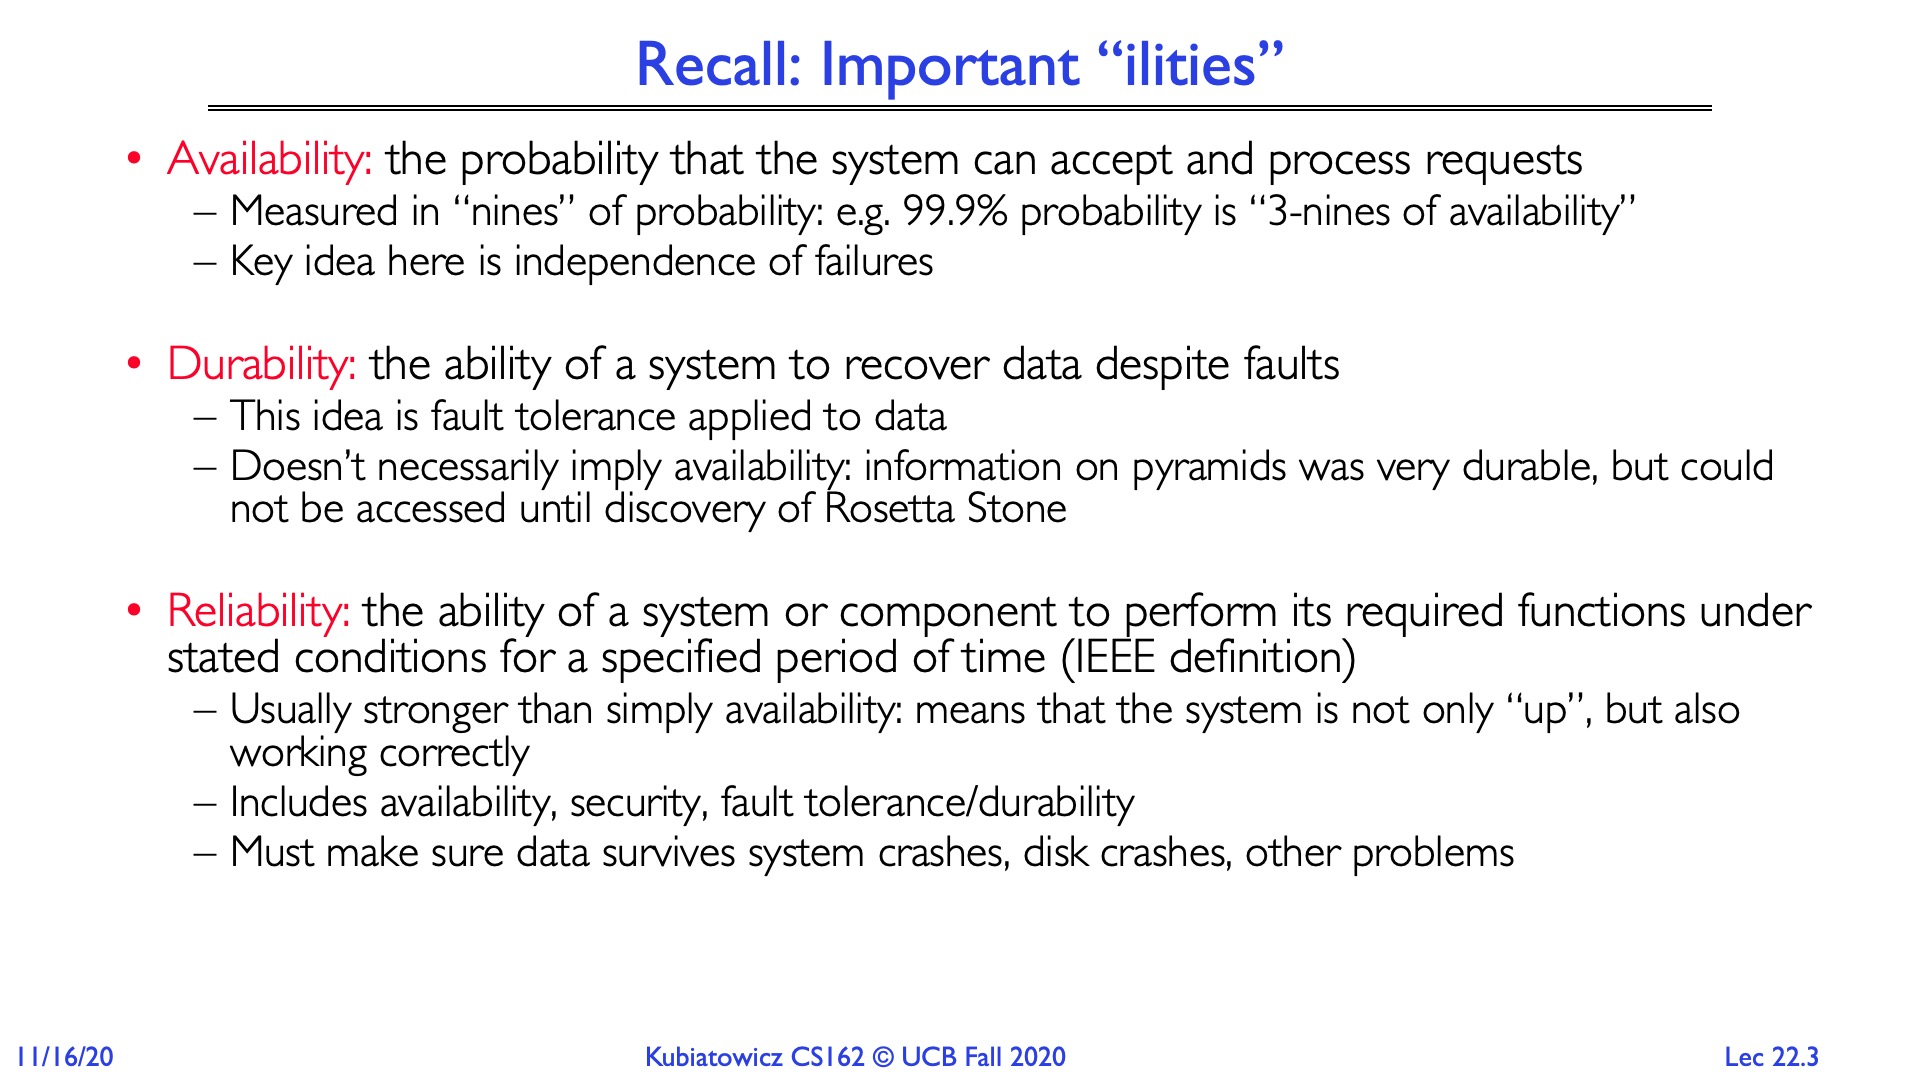 Recall: Important “ilities”
• Availability: the probability that the system can accept and process requests
– Measured in “nines” of probability: e.g. 99.9% probability is “3-nines of availability”
– Key idea here is independence of failures
• Durability: the ability of a system to recover data despite faults
– This idea is fault tolerance applied to data
– Doesn’t necessarily imply availability: information on pyramids was very durable, but could
not be accessed until discovery of Rosetta Stone
• Reliability: the ability of a system or component to perform its required functions under
stated conditions for a specified period of time (IEEE definition)
– Usually stronger than simply availability: means that the system is not only “up”, but also
working correctly
– Includes availability, security, fault tolerance/durability
– Must make sure data survives system crashes, disk crashes, other problems
11/16/20
Kubiatowicz CS162 © UCB Fall 2020
Lec 22.3